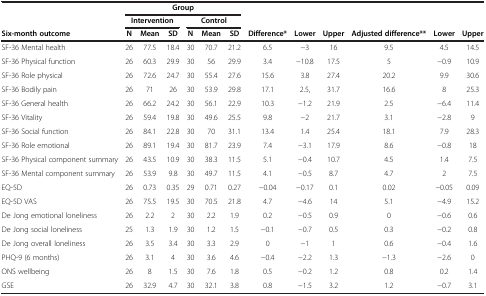 Group
Intervention Control
Six-month outcome N Mean SD N Mean SD Difference* Lower Upper Adjusted difference** Lower Upper
SF-36 Mental health 26 77.5 18.4 30 70.7 21.2 6.5 −3 16 9.5 4.5 14.5
SF-36 Physical function 26 60.3 29.9 30 56 29.9 3.4 −10.8 17.5 5 −0.9 10.9
SF-36 Role physical 26 72.6 24.7 30 55.4 27.6 15.6 3.8 27.4 20.2 9.9 30.6
SF-36 Bodily pain 26 71 26 30 53.9 29.8 17.1 2.5, 31.7 16.6 8 25.3
SF-36 General health 26 66.2 24.2 30 56.1 22.9 10.3 −1.2 21.9 2.5 −6.4 11.4
SF-36 Vitality 26 59.4 19.8 30 49.6 25.5 9.8 −2 21.7 3.1 −2.8 9
SF-36 Social function 26 84.1 22.8 30 70 31.1 13.4 1.4 25.4 18.1 7.9 28.3
SF-36 Role emotional 26 89.1 19.4 30 81.7 23.9 7.4 −3.1 17.9 8.6 −0.8 18
SF-36 Physical component summary 26 43.5 10.9 30 38.3 11.5 5.1 −0.4 10.7 4.5 1.4 7.5
SF-36 Mental component summary 26 53.9 9.8 30 49.7 11.5 4.1 −0.5 8.7 4.7 2 7.5
EQ-5D 26 0.73 0.35 29 0.71 0.27 −0.04 −0.17 0.1 0.02 −0.05 0.09
EQ-5D VAS 26 75.5 19.5 30 70.5 21.8 4.7 −4.6 14 5.1 −4.9 15.2
De Jong emotional loneliness 26 2.2 2 30 2.2 1.9 0.2 −0.5 0.9 0 −0.6 0.6
De Jong social loneliness 25 1.3 1.9 30 1.2 1.5 −0.1 −0.7 0.5 0.3 −0.2 0.8
De Jong overall loneliness 26 3.5 3.4 30 3.3 2.9 0 −1 1 0.6 −0.4 1.6
PHQ-9 (6 months) 26 3.1 4 30 3.6 4.6 −0.4 −2.2 1.3 −1.3 −2.6 0
ONS wellbeing 26 8 1.5 30 7.6 1.8 0.5 −0.2 1.2 0.8 0.2 1.4
GSE 26 32.9 4.7 30 32.1 3.8 0.8 −1.5 3.2 1.2 −0.7 3.1